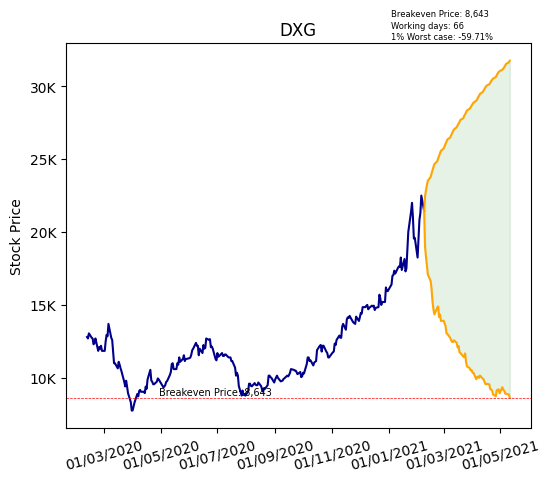 Breakeven Price: 8,643
Working days: 66
1% Worst case: -59.71%
DXG
Stock Price
30K
25K
20K
15K
10K
Breakeven Price: 8,643
01/03/2020
01/05/2020
01/07/2020
01/09/2020
01/11/2020
01/01/2021
01/03/2021
01/05/2021